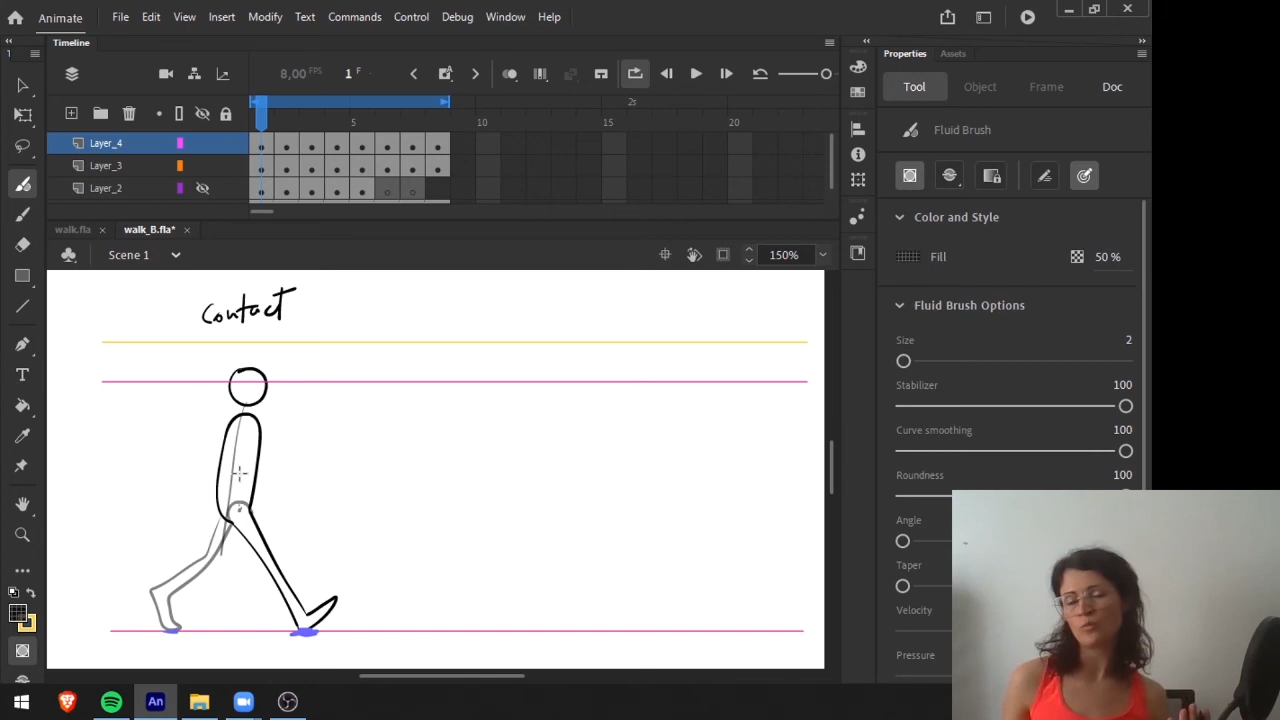 Animate File Edit View Insert Modify Text Commands Control Debug Window Help
Timeline
8,00 FPS 1 F
5 10 15 2s 20
Layer_4
Layer_3
Layer_2
walk.fla × walk_B.fla* ×
Scene 1 150%
contact
Properties Assets
Tool Object Frame Doc
Fluid Brush
Color and Style
Fill 50 %
Fluid Brush Options
Size 2
Stabilizer 100
Curve smoothing 100
Roundness 100
Angle
Taper
Velocity
Pressure
An